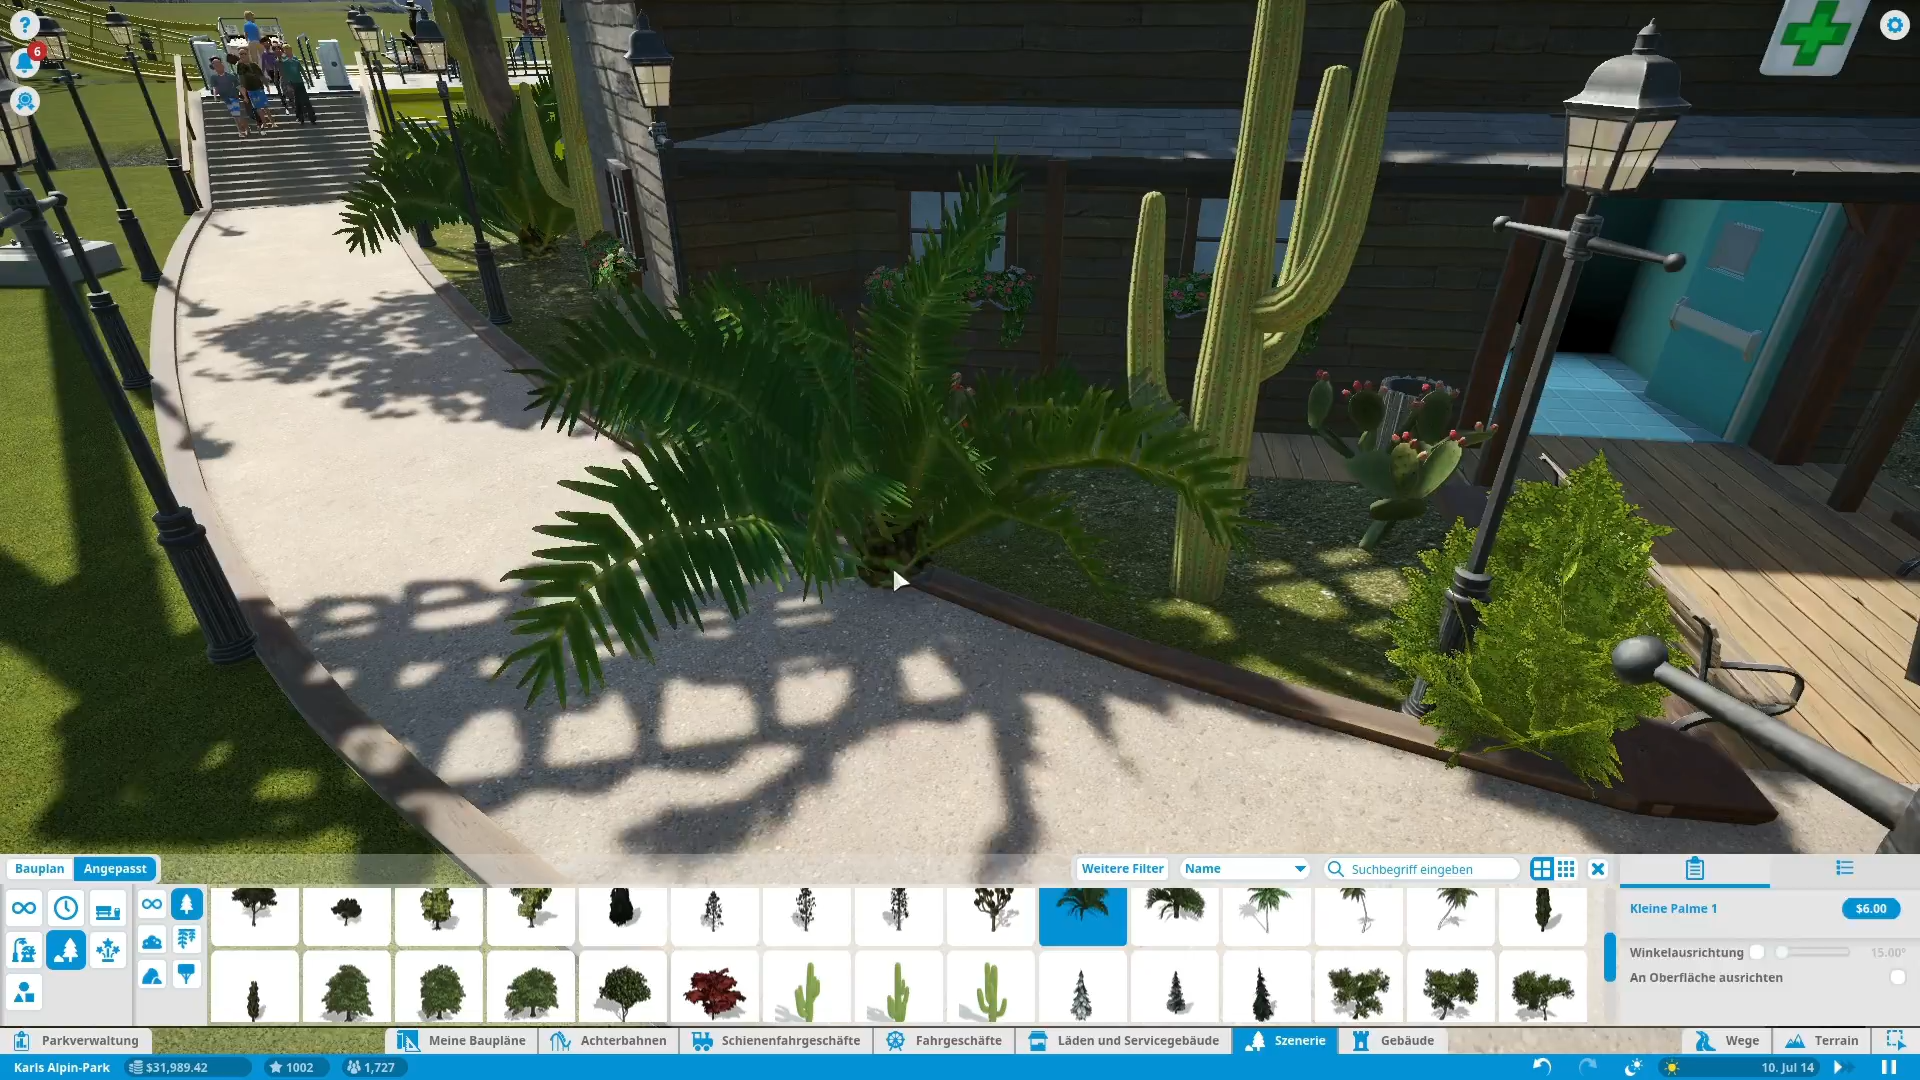 ?
6
Bauplan
Angepasst
Weitere Filter
Name
Suchbegriff eingeben
Kleine Palme 1
$6.00
Winkelausrichtung
15.00°
An Oberfläche ausrichten
Parkverwaltung
Meine Baupläne
Achterbahnen
Schienenfahrgeschäfte
Fahrgeschäfte
Läden und Servicegebäude
Szenerie
Gebäude
Wege
Terrain
Karls Alpin-Park
$31,989.42
1002
1,727
10. Jul 14